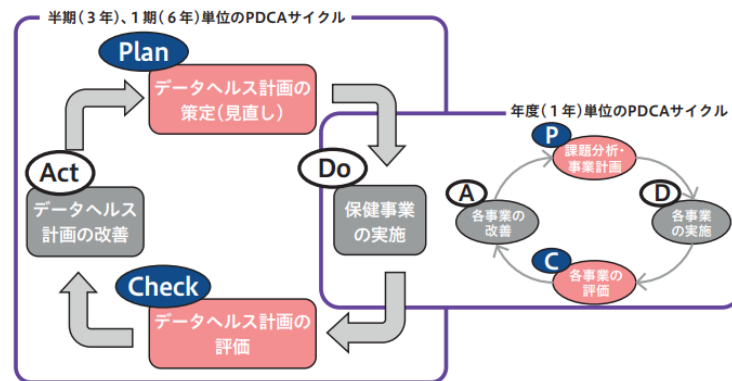 半期(3年)、1期(6年)単位のPDCAサイクル
Plan
データヘルス計画の
策定(見直し)
年度(1年)単位のPDCAサイクル
Act
データヘルス
計画の改善
Do
保健事業
の実施
P
課題分析・
事業計画
A
各事業の
改善
D
各事業
の実施
C
各事業の
評価
Check
データヘルス計画の
評価